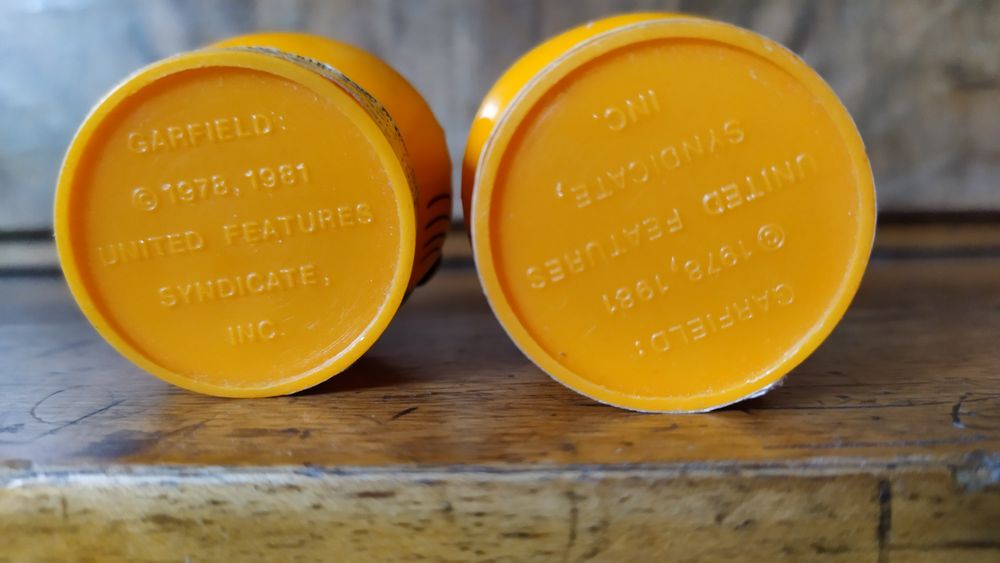 GARFIELD:
©1978,1981
UNITED FEATURES
SYNDICATE,
INC.
GARFIELD:
©1978,1981
UNITED FEATURES
SYNDICATE,
INC.